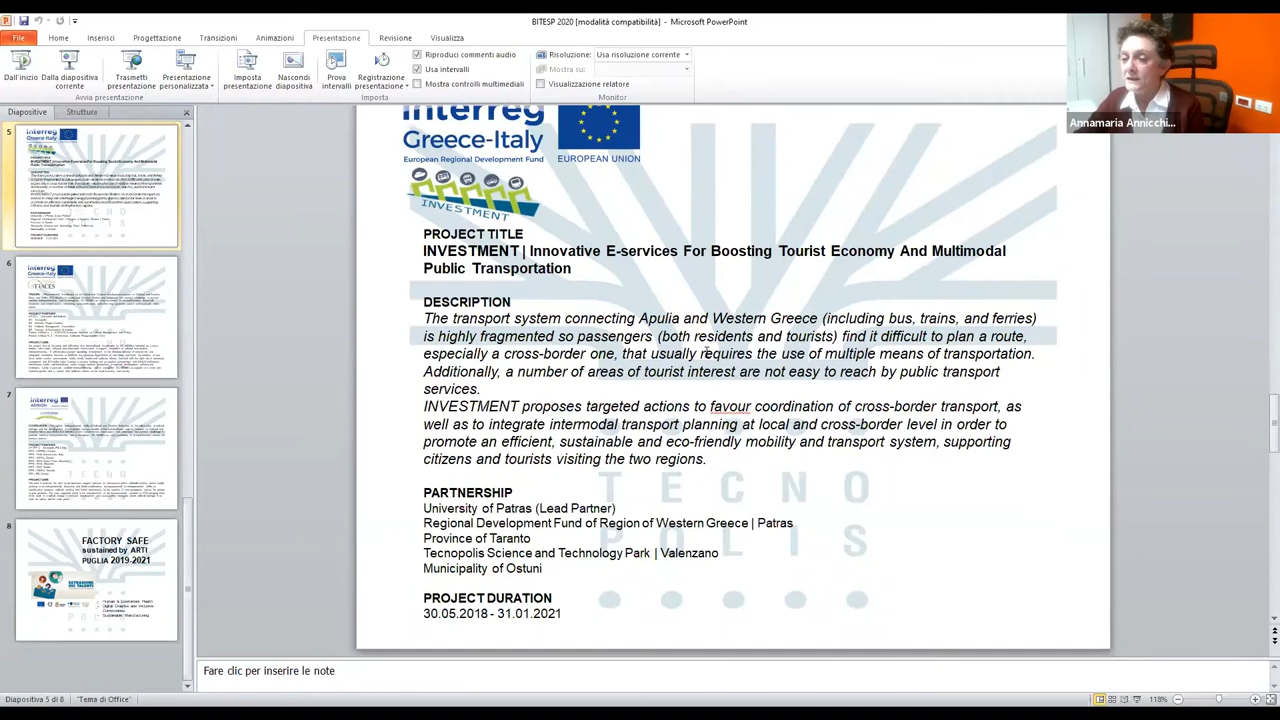 BITESP 2020 [modalità compatibilità] - Microsoft PowerPoint
File Home Inserisci Progettazione Transizioni Animazioni Presentazione Revisione Visualizza
Dall'inizio
Dalla diapositiva corrente
Trasmetti presentazione
Presentazione personalizzata
Avvia presentazione
Imposta presentazione
Nascondi diapositiva
Prova intervalli
Registrazione presentazione
Riproduci commenti audio
Usa intervalli
Mostra controlli multimediali
Imposta
Risoluzione: Usa risoluzione corrente
Mostra su:
Visualizzazione relatore
Monitor
Annamaria Annicchi...
Diapositive Struttura
5
6
7
8
FACTORY SAFE
sustained by ARTI
PUGLIA 2019-2021
Interreg
Greece-Italy
European Regional Development Fund
EUROPEAN UNION
INVESTMENT
PROJECT TITLE
INVESTMENT | Innovative E-services For Boosting Tourist Economy And Multimodal
Public Transportation
DESCRIPTION
The transport system connecting Apulia and Western Greece (including bus, trains, and ferries)
is highly fragmented so passengers (both residents and tourists) find it difficult to plan a route,
especially a cross-border one, that usually requires the use of multiple means of transportation.
Additionally, a number of areas of tourist interest are not easy to reach by public transport
services.
INVESTMENT proposes targeted actions to favour coordination of cross-border transport, as
well as to integrate intermodal transport planning at local and cross-border level in order to
promote an efficient, sustainable and eco-friendly mobility and transport system, supporting
citizens and tourists visiting the two regions.
PARTNERSHIP
University of Patras (Lead Partner)
Regional Development Fund of Region of Western Greece | Patras
Province of Taranto
Tecnopolis Science and Technology Park | Valenzano
Municipality of Ostuni
PROJECT DURATION
30.05.2018 - 31.01.2021
TECNO
POLIS
Fare clic per inserire le note
Diapositiva 5 di 8 "Tema di Office" 118%